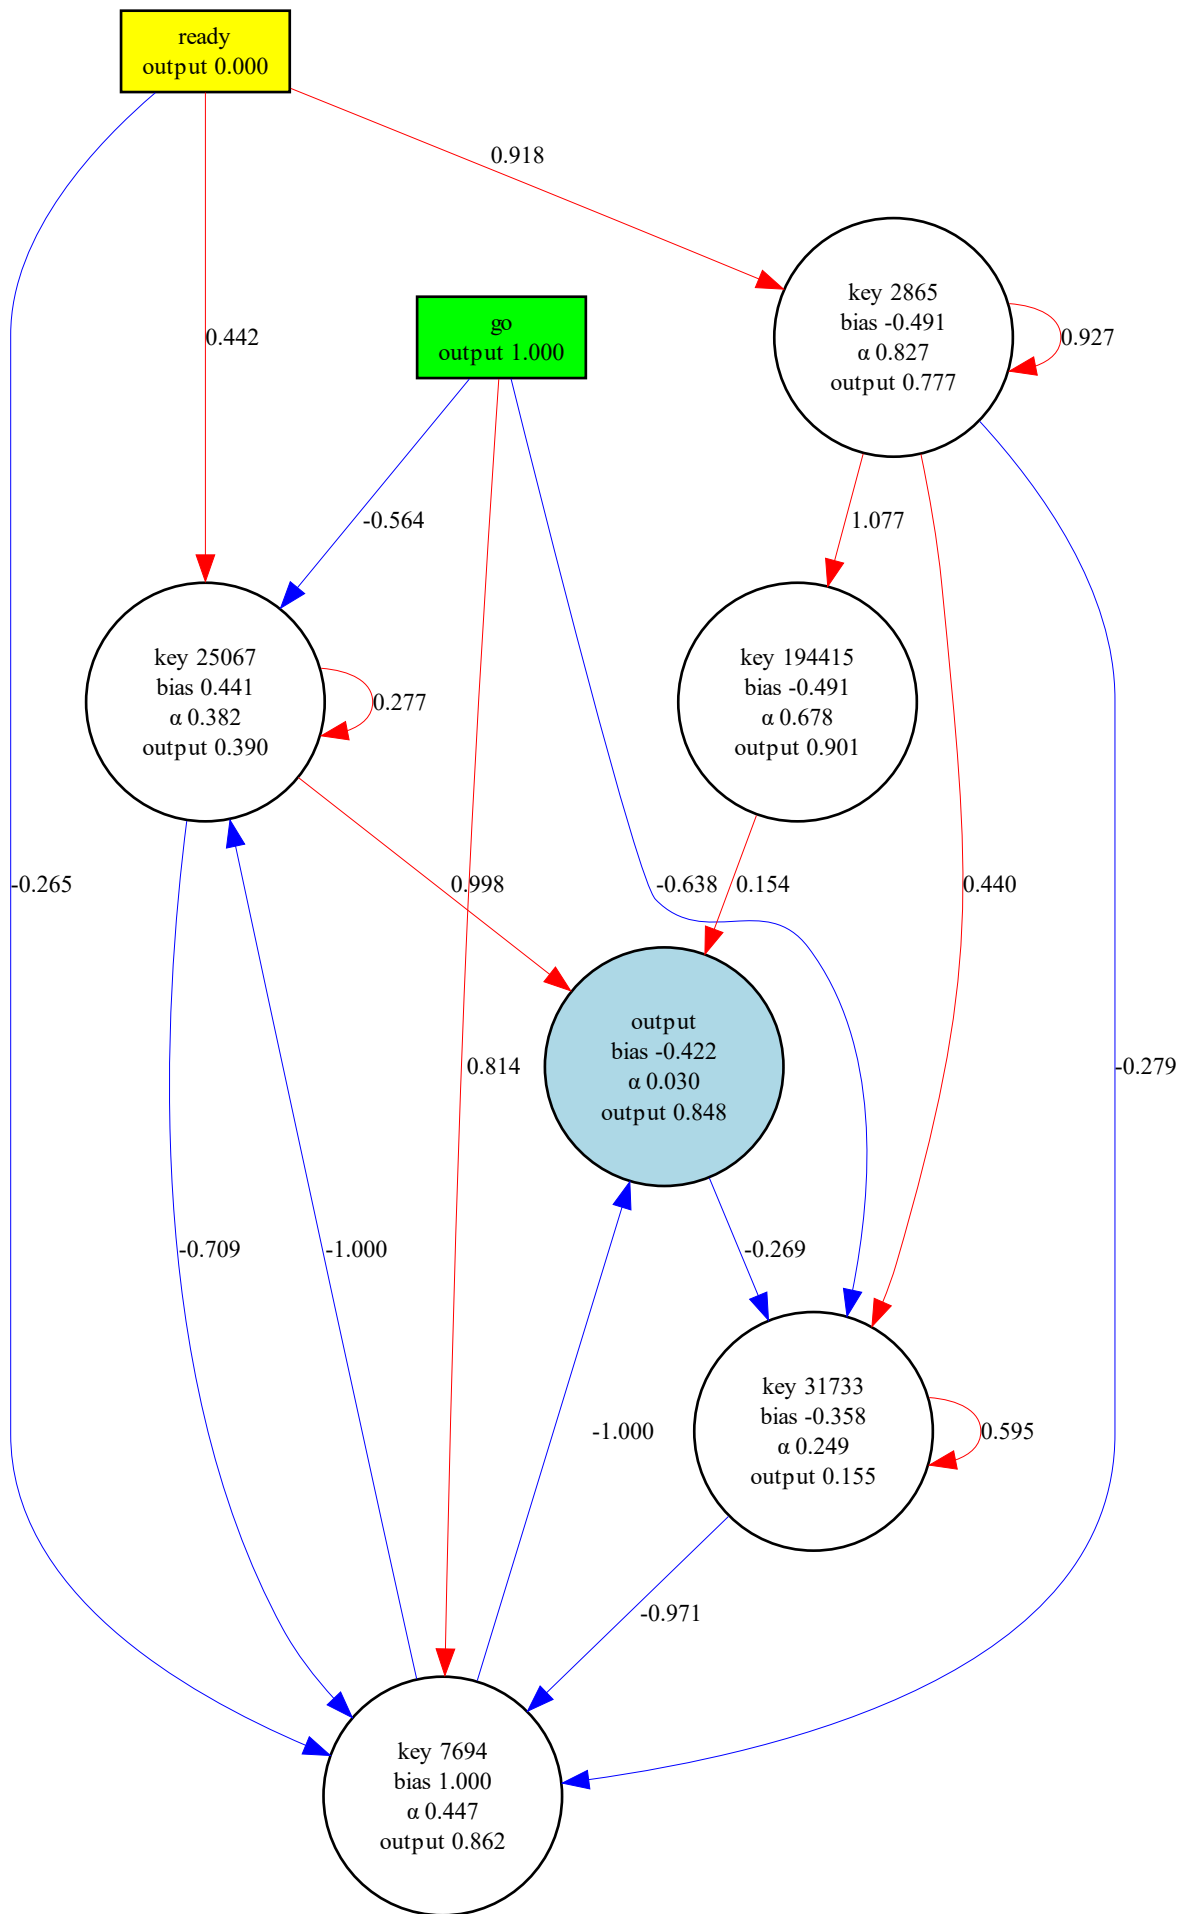 ready
output 0.000
0.918
key 2865
bias -0.491
α 0.827
output 0.777
0.927
go
output 1.000
0.442
-0.564
1.077
key 25067
bias 0.441
α 0.382
output 0.390
0.277
key 194415
bias -0.491
α 0.678
output 0.901
-0.265
0.998
-0.638
0.154
0.440
output
bias -0.422
α 0.030
output 0.848
0.814
-0.279
-0.709
-1.000
-0.269
key 31733
bias -0.358
α 0.249
output 0.155
0.595
-1.000
-0.971
key 7694
bias 1.000
α 0.447
output 0.862